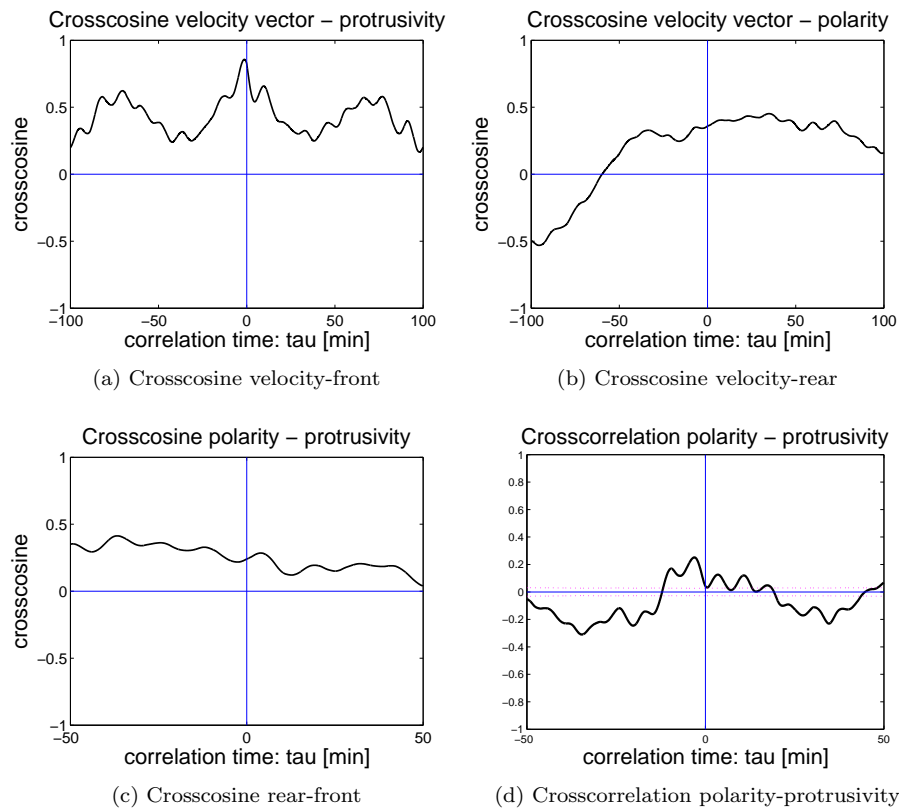 Crosscosine velocity vector − protrusivity
1
0.5
0
−0.5
−1
crosscosine
−100
−50
0
50
100
correlation time: tau [min]
(a) Crosscosine velocity-front
Crosscosine velocity vector − polarity
1
0.5
0
−0.5
−1
crosscosine
−100
−50
0
50
100
correlation time: tau [min]
(b) Crosscosine velocity-rear
Crosscosine polarity − protrusivity
1
0.5
0
−0.5
−1
crosscosine
−50
0
50
correlation time: tau [min]
(c) Crosscosine rear-front
Crosscorrelation polarity − protrusivity
1
0.8
0.6
0.4
0.2
0
−0.2
−0.4
−0.6
−0.8
−1
−50
0
50
correlation time: tau [min]
(d) Crosscorrelation polarity-protrusivity